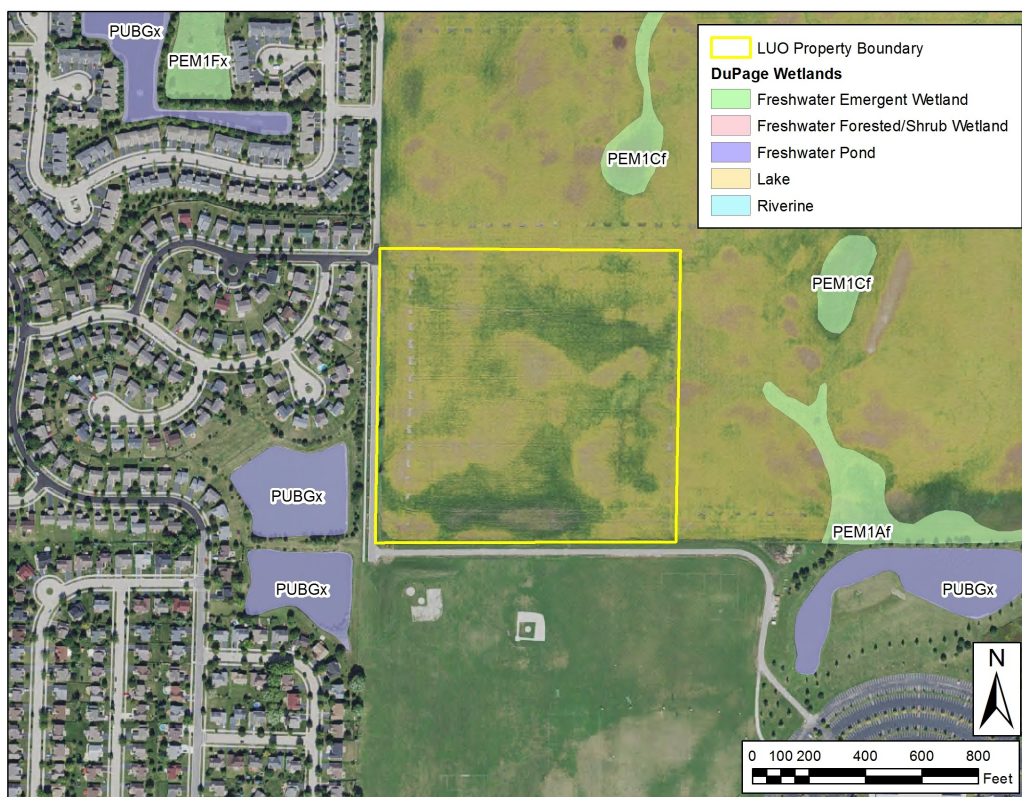 PUBGx
PEM1Fx
PEM1Cf
LUO Property Boundary
DuPage Wetlands
Freshwater Emergent Wetland
Freshwater Forested/Shrub Wetland
Freshwater Pond
Lake
Riverine
PEM1Cf
PUBGx
PEM1Af
PUBGx
PUBGx
N
0 100 200 400 600 800
Feet